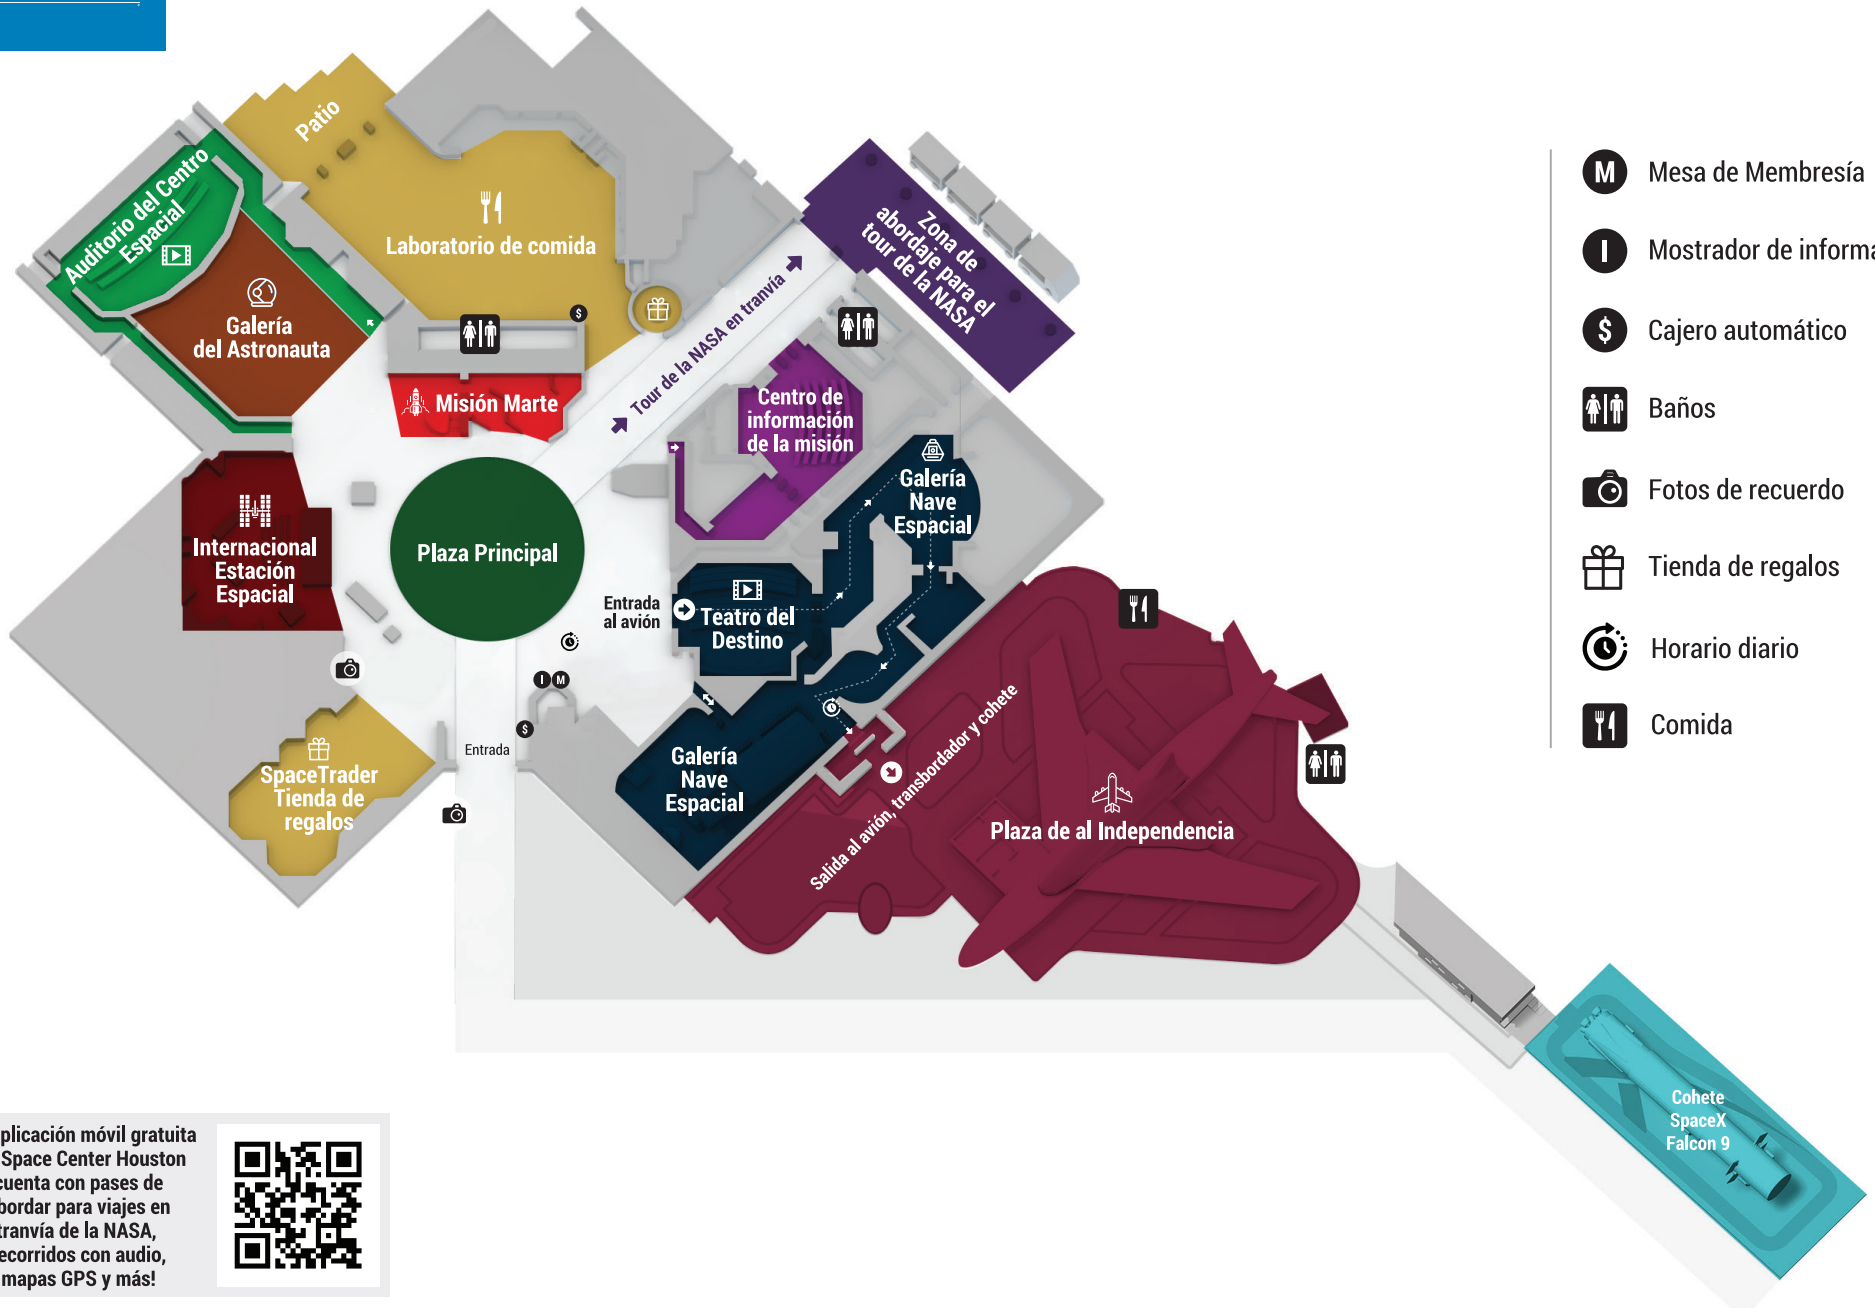 Patio
Auditorio del Centro
Espacial
Laboratorio de comida
Galería
del Astronauta
$
Misión Marte
Tour de la NASA en tranvía
Zona de
abordaje para el
tour de la NASA
Centro de
información
de la misión
Galería
Nave
Espacial
Internacional
Estación
Espacial
Plaza Principal
Entrada
al avión
Teatro del
Destino
I M
$
Entrada
SpaceTrader
Tienda de
regalos
Galería
Nave
Espacial
Salida al avión, transbordador y cohete
Plaza de al Independencia
Cohete
SpaceX
Falcon 9
M Mesa de Membresía
I Mostrador de informa
$ Cajero automático
Baños
Fotos de recuerdo
Tienda de regalos
Horario diario
Comida
plicación móvil gratuita
Space Center Houston
cuenta con pases de
bordar para viajes en
tranvía de la NASA,
ecorridos con audio,
mapas GPS y más!